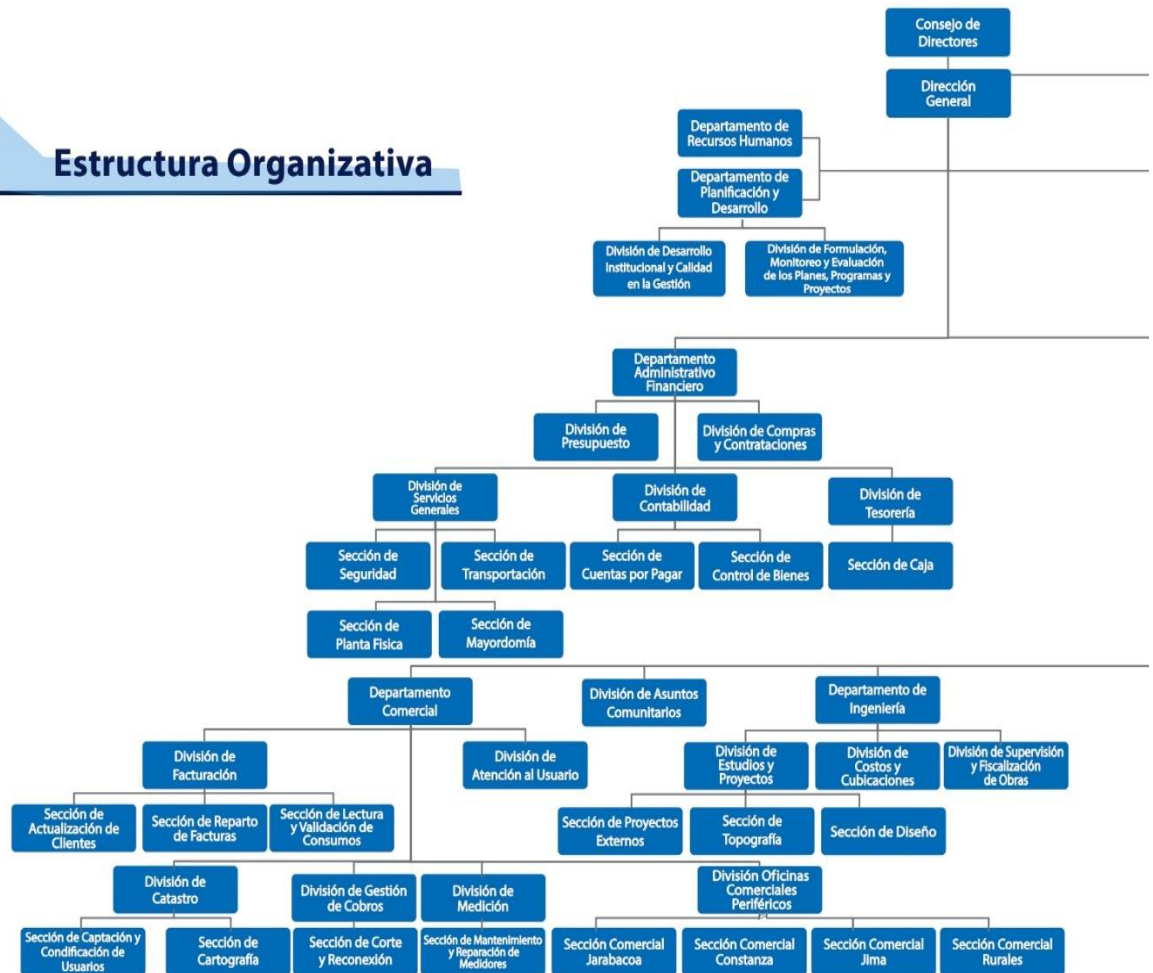 Estructura Organizativa
Consejo de
Directores
Dirección
General
Departamento de
Recursos Humanos
Departamento de
Planificación y
Desarrollo
División de Desarrollo
Institucional y Calidad
en la Gestión
División de Formulación,
Monitoreo y Evaluación
de los Planes, Programas y
Proyectos
Departamento
Administrativo
Financiero
División de
Presupuesto
División de Compras
y Contrataciones
División de
Servicios
Generales
División de
Contabilidad
División de
Tesorería
Sección de
Seguridad
Sección de
Transportación
Sección de
Cuentas por Pagar
Sección de
Control de Bienes
Sección de Caja
Sección de
Planta Fisica
Sección de
Mayordomía
Departamento
Comercial
División de Asuntos
Comunitarios
Departamento de
Ingeniería
División de
Facturación
División de
Atención al Usuario
División de
Estudios y
Proyectos
División de
Costos y
Cubicaciones
División de Supervisión
y Fiscalización
de Obras
Sección de
Actualización de
Clientes
Sección de Reparto
de Facturas
Sección de Lectura
y Validación de
Consumos
Sección de Proyectos
Externos
Sección de
Topografía
Sección de Diseño
División de
Catastro
División de Gestión
de Cobros
División de
Medición
División Oficinas
Comerciales
Periféricos
Sección de Captación y
Condificación de
Usuarios
Sección de
Cartografía
Sección de Corte
y Reconexión
Sección de Mantenimiento
y Reparación de
Medidores
Sección Comercial
Jarabacoa
Sección Comercial
Constanza
Sección Comercial
Jima
Sección Comercial
Rurales